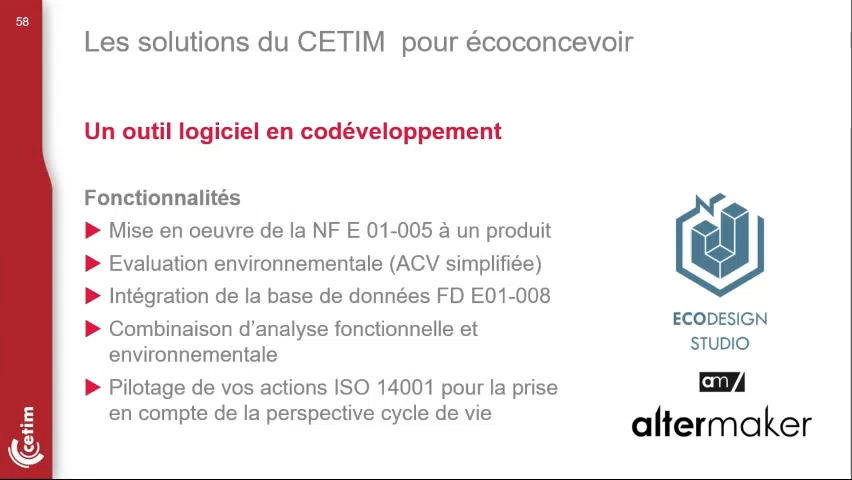 58
Les solutions du CETIM pour écoconcevoir
Un outil logiciel en codéveloppement
Fonctionnalités
Mise en oeuvre de la NF E 01-005 à un produit
Evaluation environnementale (ACV simplifiée)
Intégration de la base de données FD E01-008
Combinaison d’analyse fonctionnelle et
environnementale
Pilotage de vos actions ISO 14001 pour la prise
en compte de la perspective cycle de vie
ECODESIGN
STUDIO
am/
altermaker
cetim